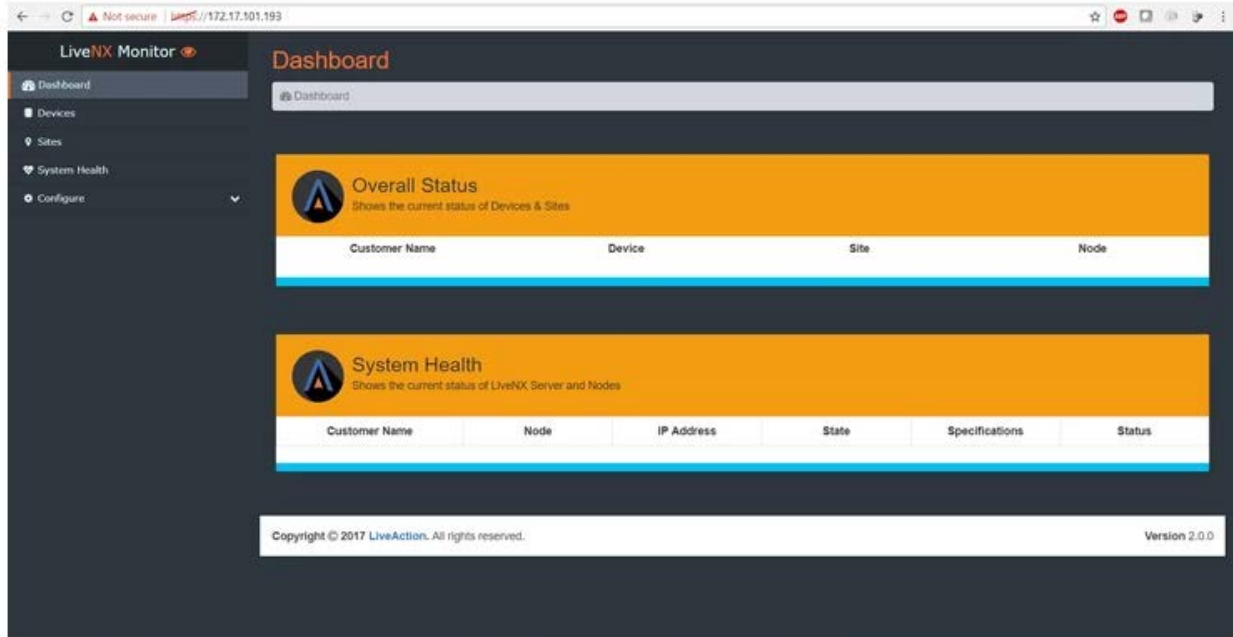 Not secure | https://172.17.101.193
LiveNX Monitor
Dashboard
Devices
Sites
System Health
Configure
Dashboard
Dashboard
Overall Status
Shows the current status of Devices & Sites
Customer Name Device Site Node
System Health
Shows the current status of LiveNX Server and Nodes
Customer Name Node IP Address State Specifications Status
Copyright © 2017 LiveAction. All rights reserved. Version 2.0.0